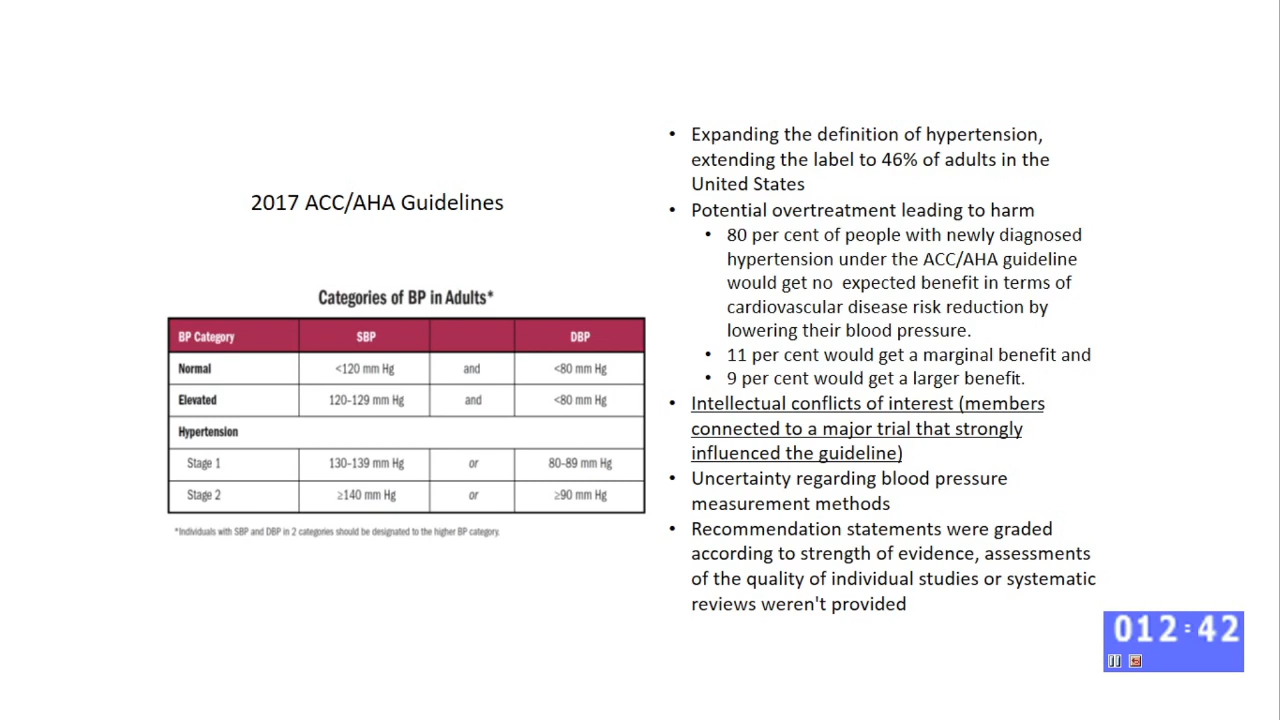 2017 ACC/AHA Guidelines
Categories of BP in Adults*
BP Category SBP DBP
Normal <120 mm Hg and <80 mm Hg
Elevated 120–129 mm Hg and <80 mm Hg
Hypertension
Stage 1 130–139 mm Hg or 80–89 mm Hg
Stage 2 ≥140 mm Hg or ≥90 mm Hg
*Individuals with SBP and DBP in 2 categories should be designated to the higher BP category.
• Expanding the definition of hypertension,
extending the label to 46% of adults in the
United States
• Potential overtreatment leading to harm
• 80 per cent of people with newly diagnosed
hypertension under the ACC/AHA guideline
would get no expected benefit in terms of
cardiovascular disease risk reduction by
lowering their blood pressure.
• 11 per cent would get a marginal benefit and
• 9 per cent would get a larger benefit.
• Intellectual conflicts of interest (members
connected to a major trial that strongly
influenced the guideline)
• Uncertainty regarding blood pressure
measurement methods
• Recommendation statements were graded
according to strength of evidence, assessments
of the quality of individual studies or systematic
reviews weren't provided
012:42